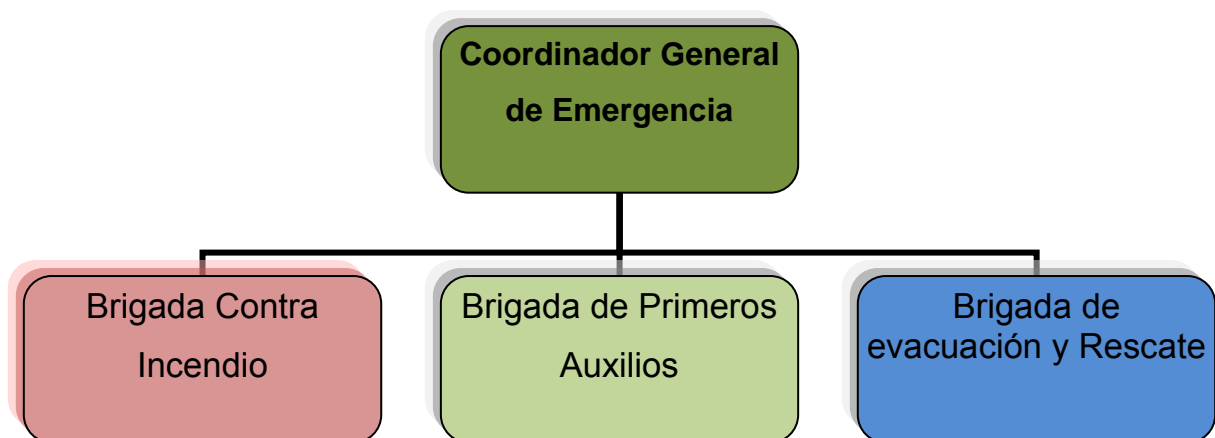 Coordinador General
de Emergencia
Brigada Contra
Incendio
Brigada de Primeros
Auxilios
Brigada de
evacuación y Rescate